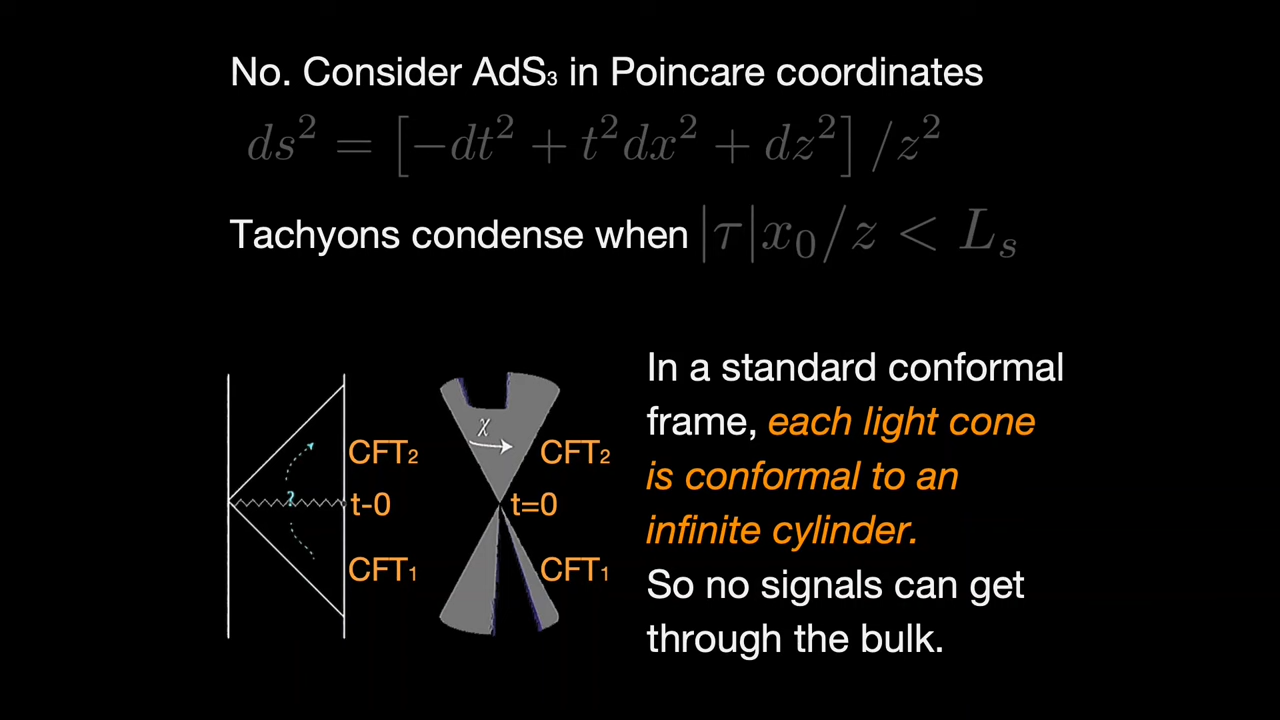 No. Consider AdS₃ in Poincare coordinates
ds² = [−dt² + t²dx² + dz²] /z²
Tachyons condense when |τ|x₀/z < Lₛ
In a standard conformal
frame, each light cone
is conformal to an
infinite cylinder.
So no signals can get
through the bulk.
CFT₂
?
t-0
CFT₁
χ
CFT₂
t=0
CFT₁